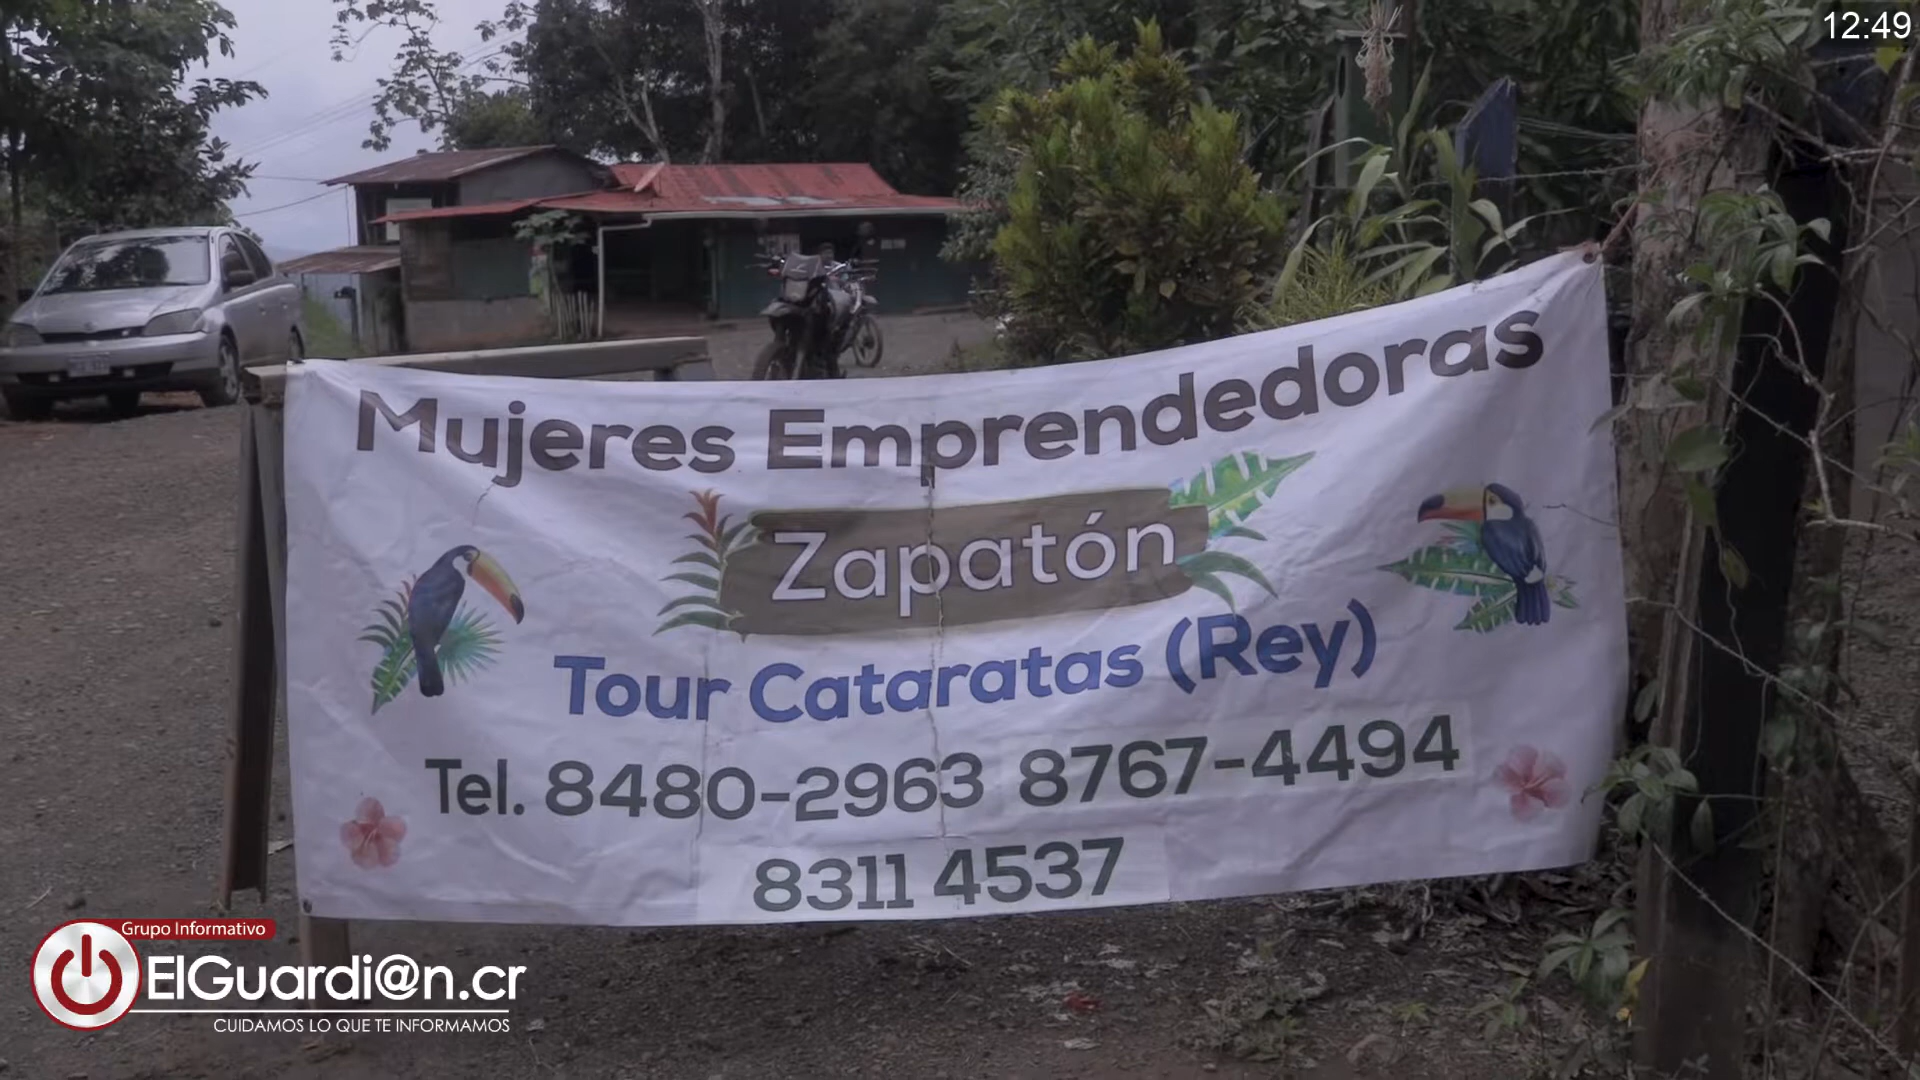 12:49
Mujeres Emprendedoras
Zapatón
Tour Cataratas (Rey)
Tel. 8480-2963 8767-4494
8311 4537
Grupo Informativo
ElGuardi@n.cr
CUIDAMOS LO QUE TE INFORMAMOS